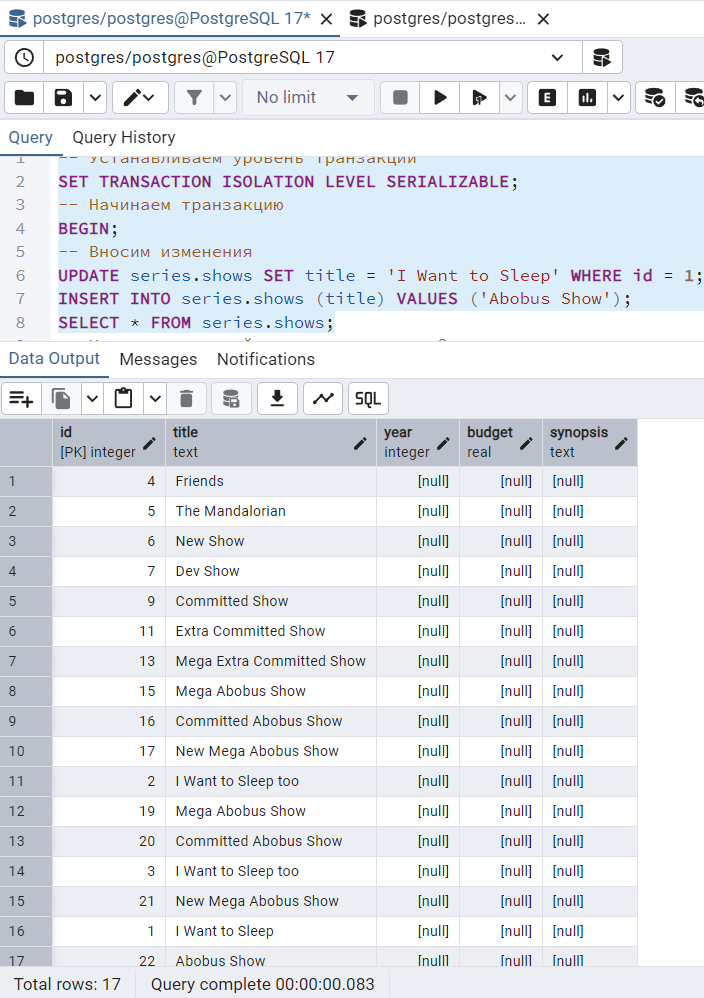 postgres/postgres@PostgreSQL 17*
postgres/postgres...
postgres/postgres@PostgreSQL 17
No limit
E
Query
Query History
1 -- Устанавливаем уровень транзакции
2 SET TRANSACTION ISOLATION LEVEL SERIALIZABLE;
3 -- Начинаем транзакцию
4 BEGIN;
5 -- Вносим изменения
6 UPDATE series.shows SET title = 'I Want to Sleep' WHERE id = 1;
7 INSERT INTO series.shows (title) VALUES ('Abobus Show');
8 SELECT * FROM series.shows;
Data Output Messages Notifications
SQL
id title year budget synopsis
[PK] integer text integer real text
1 4 Friends [null] [null] [null]
2 5 The Mandalorian [null] [null] [null]
3 6 New Show [null] [null] [null]
4 7 Dev Show [null] [null] [null]
5 9 Committed Show [null] [null] [null]
6 11 Extra Committed Show [null] [null] [null]
7 13 Mega Extra Committed Show [null] [null] [null]
8 15 Mega Abobus Show [null] [null] [null]
9 16 Committed Abobus Show [null] [null] [null]
10 17 New Mega Abobus Show [null] [null] [null]
11 2 I Want to Sleep too [null] [null] [null]
12 19 Mega Abobus Show [null] [null] [null]
13 20 Committed Abobus Show [null] [null] [null]
14 3 I Want to Sleep too [null] [null] [null]
15 21 New Mega Abobus Show [null] [null] [null]
16 1 I Want to Sleep [null] [null] [null]
17 22 Abobus Show [null] [null] [null]
Total rows: 17 Query complete 00:00:00.083